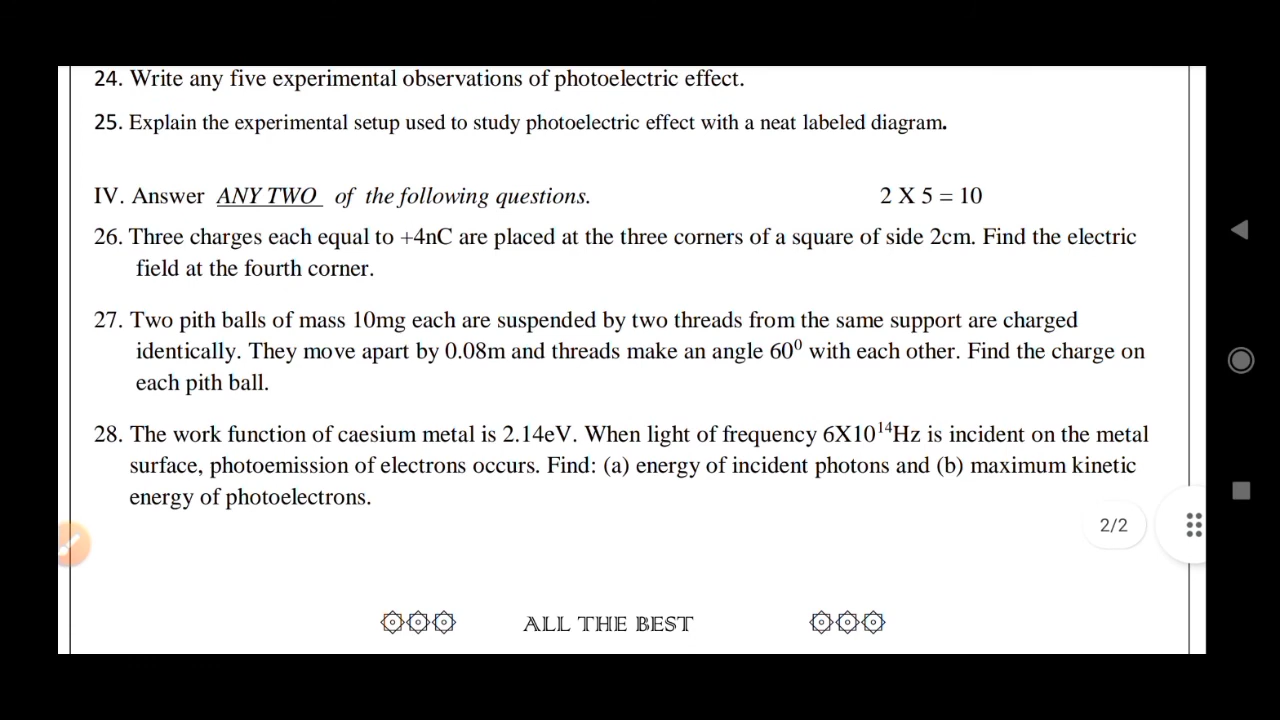 24. Write any five experimental observations of photoelectric effect.
25. Explain the experimental setup used to study photoelectric effect with a neat labeled diagram.
IV. Answer ANY TWO of the following questions. 2 X 5 = 10
26. Three charges each equal to +4nC are placed at the three corners of a square of side 2cm. Find the electric
field at the fourth corner.
27. Two pith balls of mass 10mg each are suspended by two threads from the same support are charged
identically. They move apart by 0.08m and threads make an angle 60⁰ with each other. Find the charge on
each pith ball.
28. The work function of caesium metal is 2.14eV. When light of frequency 6X10¹⁴Hz is incident on the metal
surface, photoemission of electrons occurs. Find: (a) energy of incident photons and (b) maximum kinetic
energy of photoelectrons.
2/2
ALL THE BEST